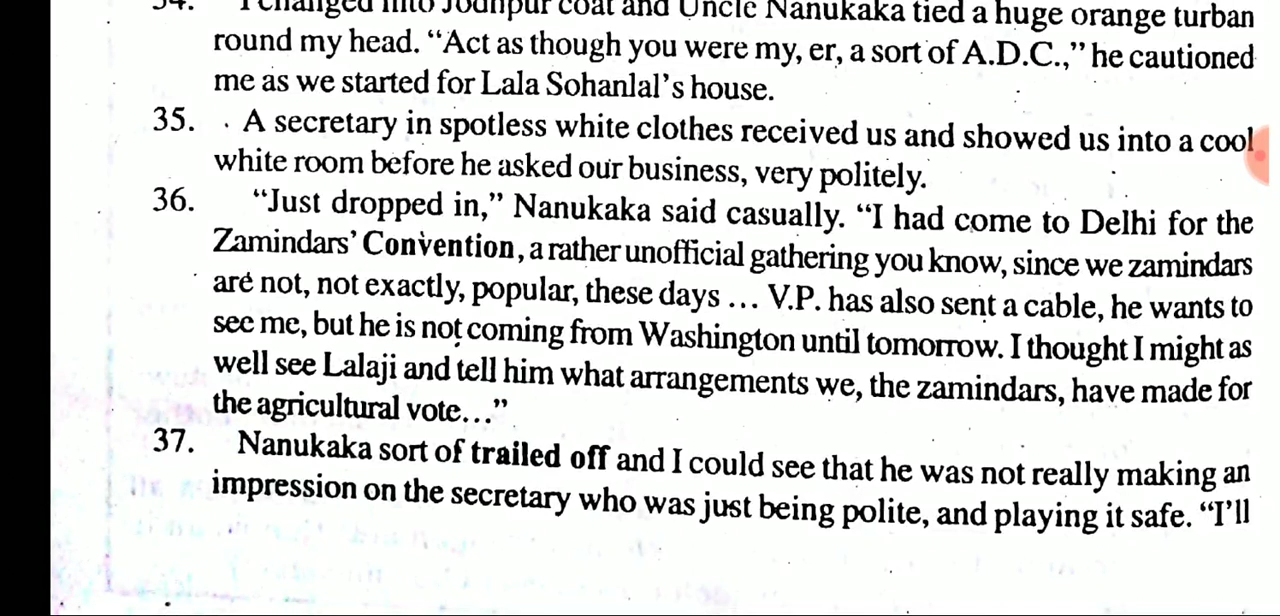 34. I changed into Jodhpur coat and Uncle Nanukaka tied a huge orange turban
round my head. “Act as though you were my, er, a sort of A.D.C.,” he cautioned
me as we started for Lala Sohanlal’s house.
35. A secretary in spotless white clothes received us and showed us into a cool
white room before he asked our business, very politely.
36. “Just dropped in,” Nanukaka said casually. “I had come to Delhi for the
Zamindars’ Convention, a rather unofficial gathering you know, since we zamindars
are not, not exactly, popular, these days ... V.P. has also sent a cable, he wants to
see me, but he is not coming from Washington until tomorrow. I thought I might as
well see Lalaji and tell him what arrangements we, the zamindars, have made for
the agricultural vote...”
37. Nanukaka sort of trailed off and I could see that he was not really making an
impression on the secretary who was just being polite, and playing it safe. “I’ll